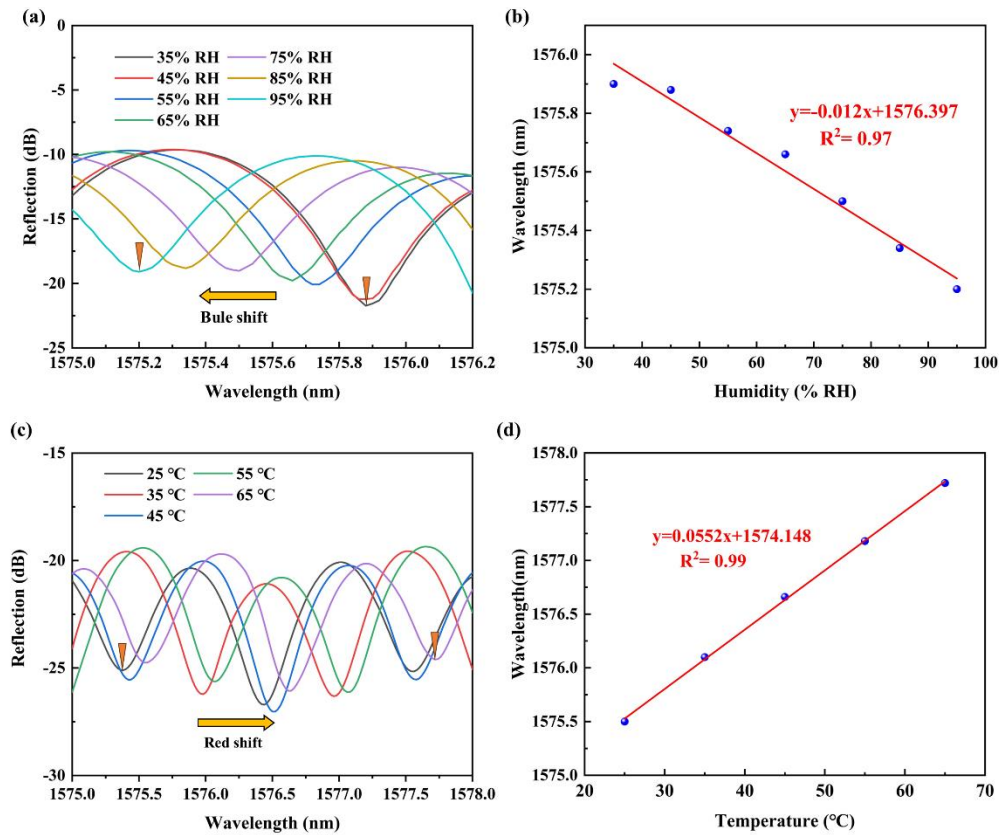 (a)
0
-5
-10
-15
-20
-25
Reflection (dB)
35% RH 75% RH
45% RH 85% RH
55% RH 95% RH
65% RH
Bule shift
1575.0 1575.2 1575.4 1575.6 1575.8 1576.0 1576.2
Wavelength (nm)
(b)
1576.0
1575.8
1575.6
1575.4
1575.2
1575.0
Wavelength (nm)
y=-0.012x+1576.397
R²= 0.97
30 40 50 60 70 80 90 100
Humidity (% RH)
(c)
-15
-20
-25
-30
Reflection (dB)
25 °C 55 °C
35 °C 65 °C
45 °C
Red shift
1575.0 1575.5 1576.0 1576.5 1577.0 1577.5 1578.0
Wavelength (nm)
(d)
1578.0
1577.5
1577.0
1576.5
1576.0
1575.5
1575.0
Wavelength(nm)
y=0.0552x+1574.148
R²= 0.99
20 30 40 50 60 70
Temperature (°C)